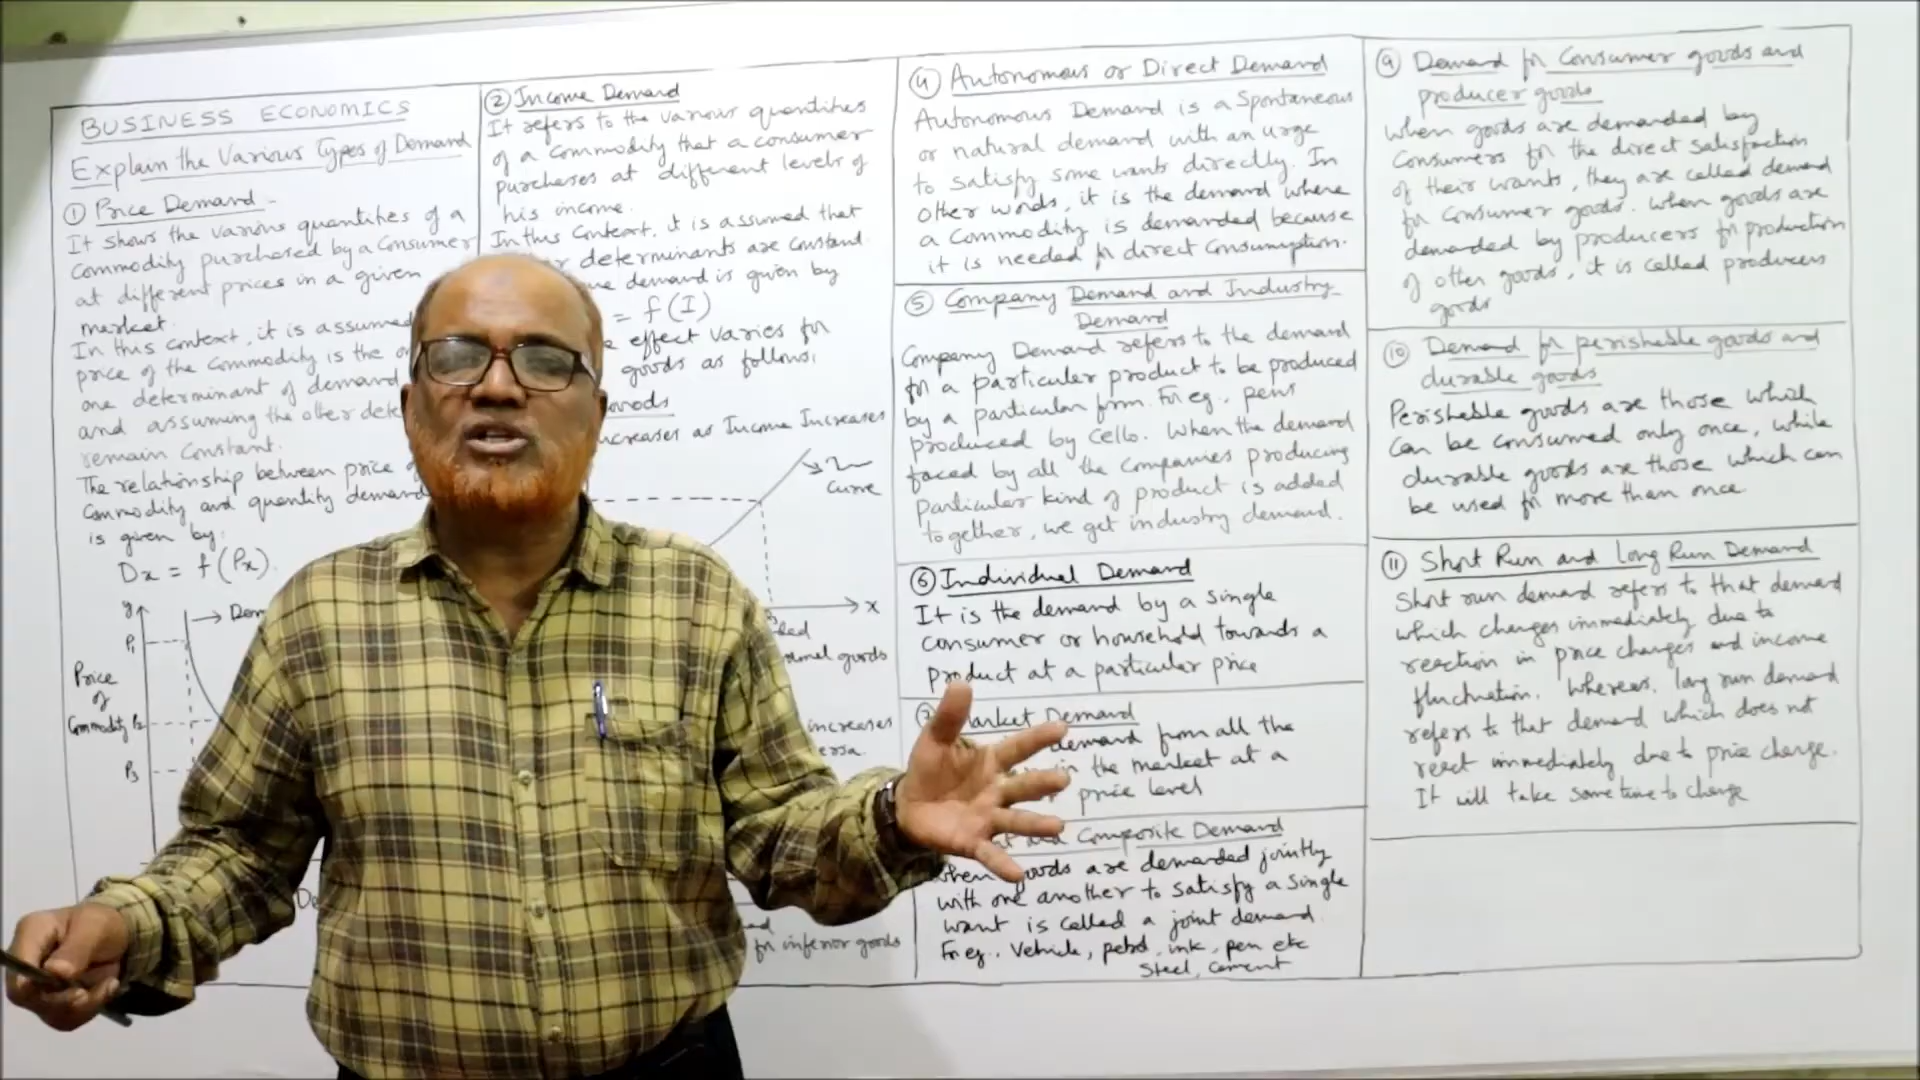 BUSINESS ECONOMICS
Explain the Various Types of Demand
① Price Demand
It shows the various quantities of a
Commodity purchased by a Consumer
at different prices in a given
market.
In this context, it is assumed
price of the Commodity is the
one determinant of demand
and assuming the other
remain Constant.
The relationship between price
Commodity and quantity
is given by:
Dx = f(Px)
y
P1
Price
of
Commodity P2
P3
② Income Demand
It refers to the various quantities
of a commodity that a consumer
purchases at different levels of
his income.
In this Context, it is assumed that
determinants are constant.
demand is given by
= f(I)
effect varies for
goods as follows,
increases as Income Increases
curve
x
goods
increases
for inferior goods
④ Autonomous or Direct Demand
Autonomous Demand is a Spontaneous
or natural demand with an urge
to satisfy some wants directly. In
other words, it is the demand where
a Commodity is demanded because
it is needed for direct Consumption.
⑤ Company Demand and Industry
Demand
Company Demand refers to the demand
for a particular product to be produced
by a particular firm. For eg., pens
produced by Cello. When the demand
faced by all the Companies producing
particular kind of product is added
together, we get industry demand.
⑥ Individual Demand
It is the demand by a single
consumer or household towards a
product at a particular price
Market Demand
demand from all the
in the market at a
price level
and Composite Demand
When goods are demanded jointly
with one another to satisfy a single
want is called a joint demand.
For eg., Vehicle, petrol, ink, pen etc
Steel, Cement
⑨ Demand for Consumer goods and
producer goods
When goods are demanded by
Consumers for the direct satisfaction
of their wants, they are called demand
for Consumer goods. When goods are
demanded by producers for production
of other goods, it is called producers
goods
⑩ Demand for perishable goods and
durable goods
Perishable goods are those which
can be consumed only once, while
durable goods are those which can
be used for more than once
⑪ Short Run and Long Run Demand
Short run demand refers to that demand
which changes immediately due to
reaction in price changes and income
fluctuation. Whereas, long run demand
refers to that demand which does not
react immediately due to price change.
It will take some time to change